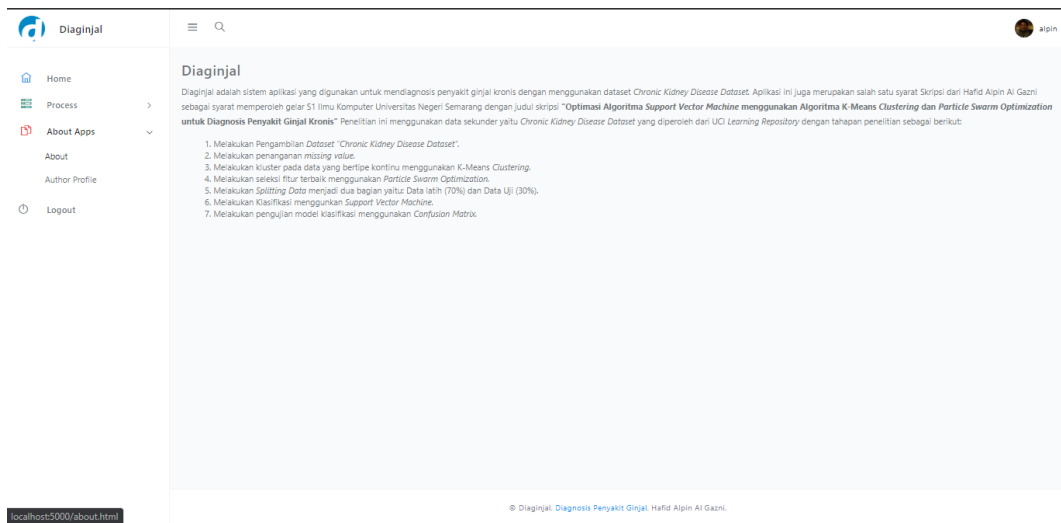 Diaginjal
alpin
Home
Process
About Apps
About
Author Profile
Logout
Diaginjal
Diaginjal adalah sistem aplikasi yang digunakan untuk mendiagnosis penyakit ginjal kronis dengan menggunakan dataset Chronic Kidney Disease Dataset. Aplikasi ini juga merupakan salah satu syarat Skripsi dari Hafid Alpin Al Gazni
sebagai syarat memperoleh gelar S1 Ilmu Komputer Universitas Negeri Semarang dengan judul skripsi "Optimasi Algoritma Support Vector Machine menggunakan Algoritma K-Means Clustering dan Particle Swarm Optimization
untuk Diagnosis Penyakit Ginjal Kronis" Penelitian ini menggunakan data sekunder yaitu Chronic Kidney Disease Dataset yang diperoleh dari UCI Learning Repository dengan tahapan penelitian sebagai berikut:
1. Melakukan Pengambilan Dataset "Chronic Kidney Disease Dataset".
2. Melakukan penanganan missing value.
3. Melakukan kluster pada data yang bertipe kontinu menggunakan K-Means Clustering.
4. Melakukan seleksi fitur terbaik menggunakan Particle Swarm Optimization.
5. Melakukan Splitting Data menjadi dua bagian yaitu: Data latih (70%) dan Data Uji (30%).
6. Melakukan Klasifikasi menggunkan Support Vector Machine.
7. Melakukan pengujian model klasifikasi menggunakan Confusion Matrix.
© Diaginjal. Diagnosis Penyakit Ginjal. Hafid Alpin Al Gazni.
localhost:5000/about.html